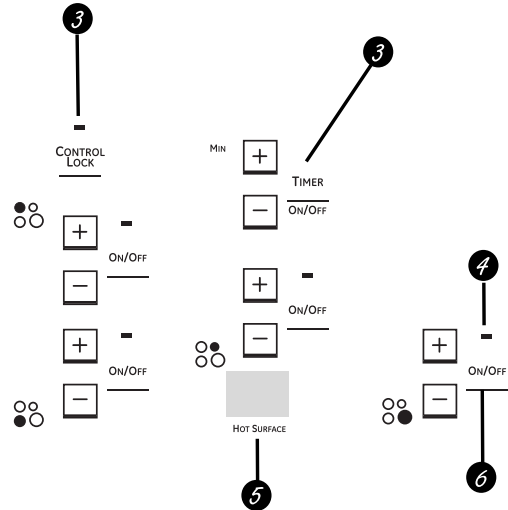 3
3
CONTROL
LOCK
MIN
+
TIMER
ON/OFF
−
+
ON/OFF
−
+
ON/OFF
−
4
+
ON/OFF
−
+
ON/OFF
−
HOT SURFACE
5
6